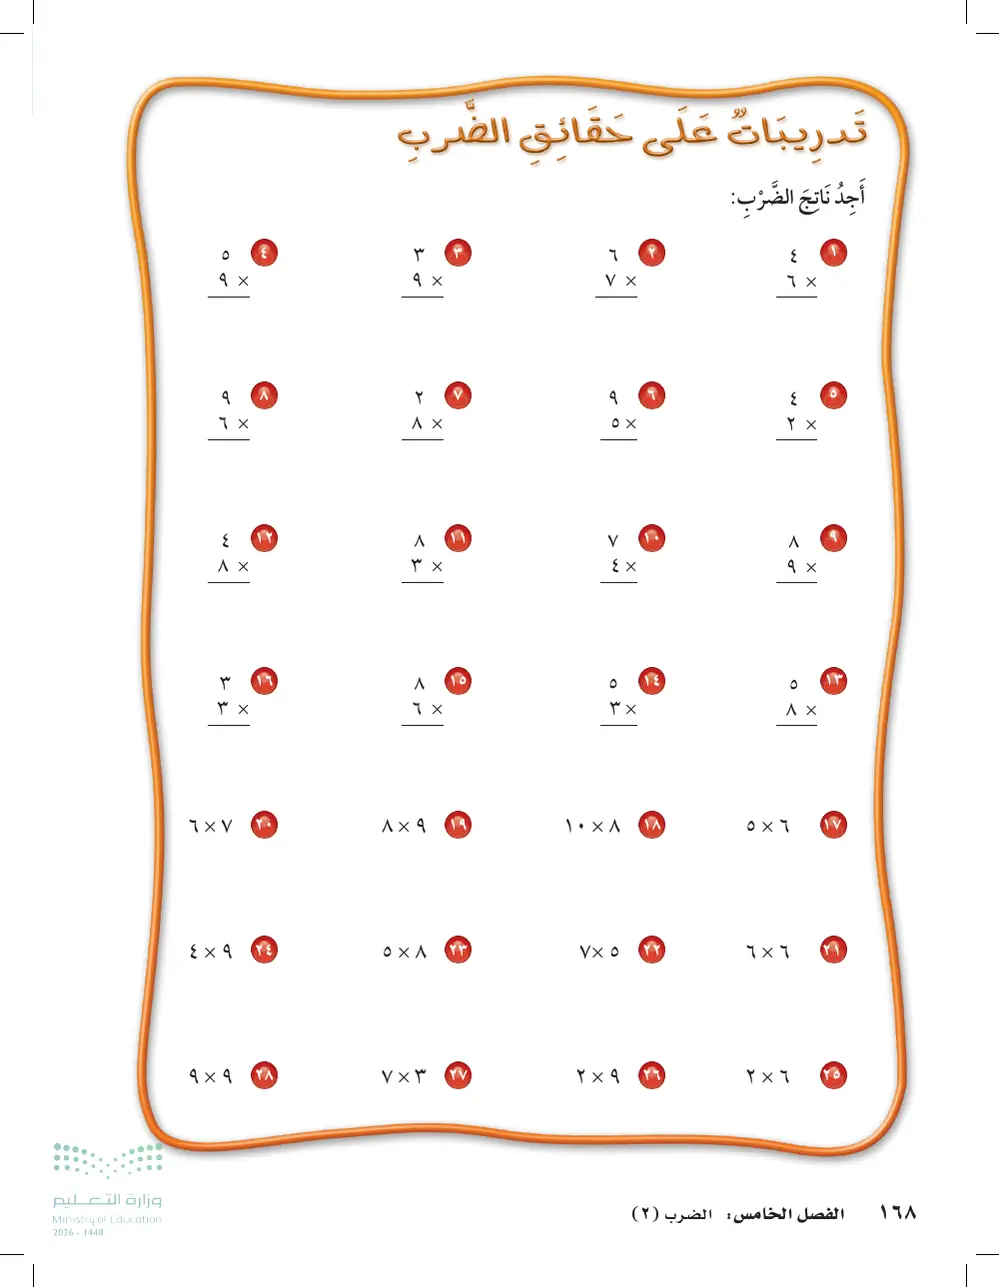 تَدرِيبَاتٌ عَلَى حَقَائِقِ الضَّربِ
أَجِدُ نَاتِجَ الضَّرْبِ:
١ ٤ ٢ ٦ ٣ ٣ ٤ ٥
× ٦ × ٧ × ٩ × ٩
٥ ٤ ٦ ٩ ٧ ٢ ٨ ٩
× ٢ × ٥ × ٨ × ٦
٩ ٨ ١٠ ٧ ١١ ٨ ١٢ ٤
× ٩ × ٤ × ٣ × ٨
١٣ ٥ ١٤ ٥ ١٥ ٨ ١٦ ٣
× ٨ × ٣ × ٦ × ٣
١٧ ٦ × ٥ ١٨ ٨ × ١٠ ١٩ ٩ × ٨ ٢٠ ٧ × ٦
٢١ ٦ × ٦ ٢٢ ٥ × ٧ ٢٣ ٨ × ٥ ٢٤ ٩ × ٤
٢٥ ٦ × ٢ ٢٦ ٩ × ٢ ٢٧ ٣ × ٧ ٢٨ ٩ × ٩
وزارة التعليم
Ministry of Education
2026 - 1448
١٦٨ الفصل الخامس: الضرب (٢)